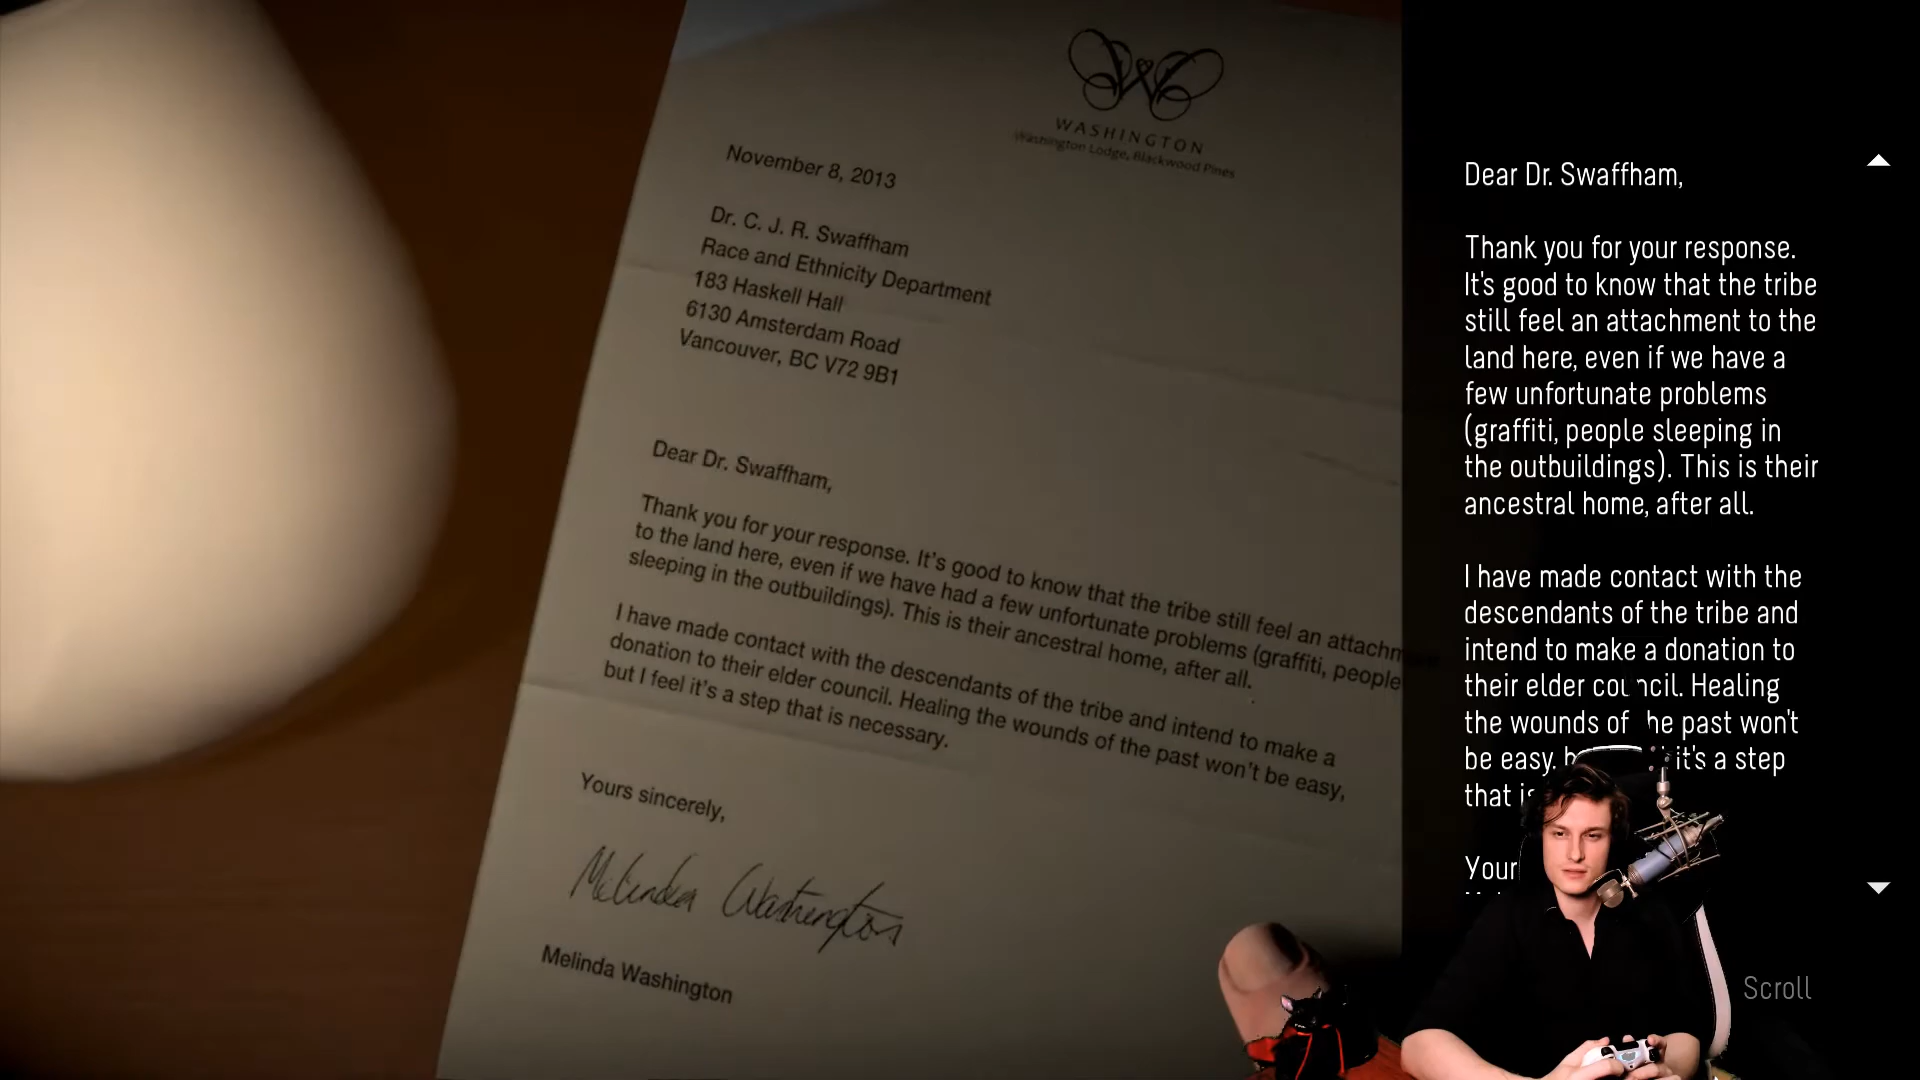 WASHINGTON
Washington Lodge, Blackwood Pines
November 8, 2013
Dr. C. J. R. Swaffham
Race and Ethnicity Department
183 Haskell Hall
6130 Amsterdam Road
Vancouver, BC V72 9B1
Dear Dr. Swaffham,
Thank you for your response. It's good to know that the tribe still feel an attachm
to the land here, even if we have had a few unfortunate problems (graffiti, people
sleeping in the outbuildings). This is their ancestral home, after all.
I have made contact with the descendants of the tribe and intend to make a
donation to their elder council. Healing the wounds of the past won't be easy,
but I feel it's a step that is necessary.
Yours sincerely,
Melinda Washington
Melinda Washington
Dear Dr. Swaffham,
Thank you for your response.
It's good to know that the tribe
still feel an attachment to the
land here, even if we have a
few unfortunate problems
(graffiti, people sleeping in
the outbuildings). This is their
ancestral home, after all.
I have made contact with the
descendants of the tribe and
intend to make a donation to
their elder council. Healing
the wounds of the past won't
be easy, it's a step
that is
Your
Scroll